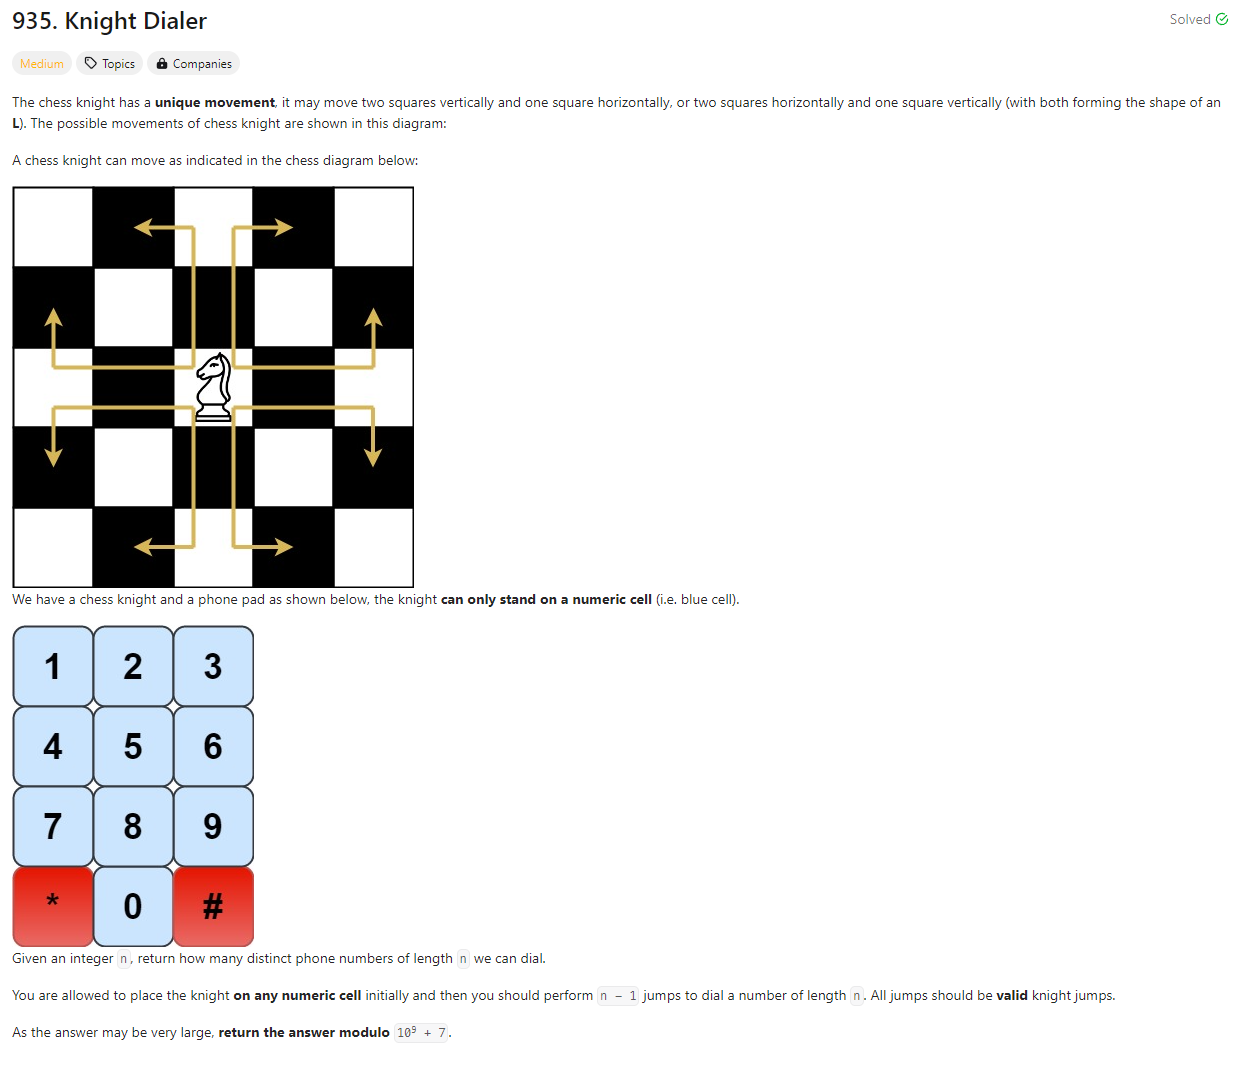 935. Knight Dialer
Solved
Medium
Topics
Companies
The chess knight has a unique movement, it may move two squares vertically and one square horizontally, or two squares horizontally and one square vertically (with both forming the shape of an
L). The possible movements of chess knight are shown in this diagram:
A chess knight can move as indicated in the chess diagram below:
We have a chess knight and a phone pad as shown below, the knight can only stand on a numeric cell (i.e. blue cell).
1 2 3
4 5 6
7 8 9
* 0 #
Given an integer n, return how many distinct phone numbers of length n we can dial.
You are allowed to place the knight on any numeric cell initially and then you should perform n - 1 jumps to dial a number of length n. All jumps should be valid knight jumps.
As the answer may be very large, return the answer modulo 10⁹ + 7.